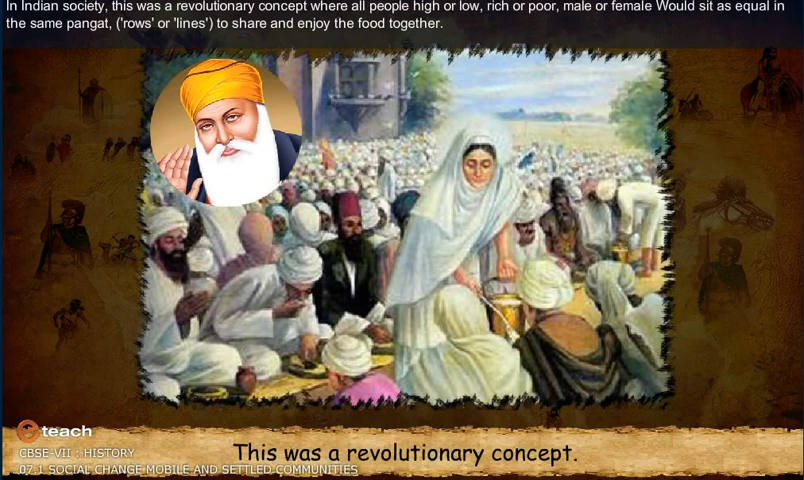 In Indian society, this was a revolutionary concept where all people high or low, rich or poor, male or female Would sit as equal in
the same pangat, ('rows' or 'lines') to share and enjoy the food together.
eteach
CBSE-VII : HISTORY
07.1 SOCIAL CHANGE-MOBILE AND SETTLED COMMUNITIES
This was a revolutionary concept.